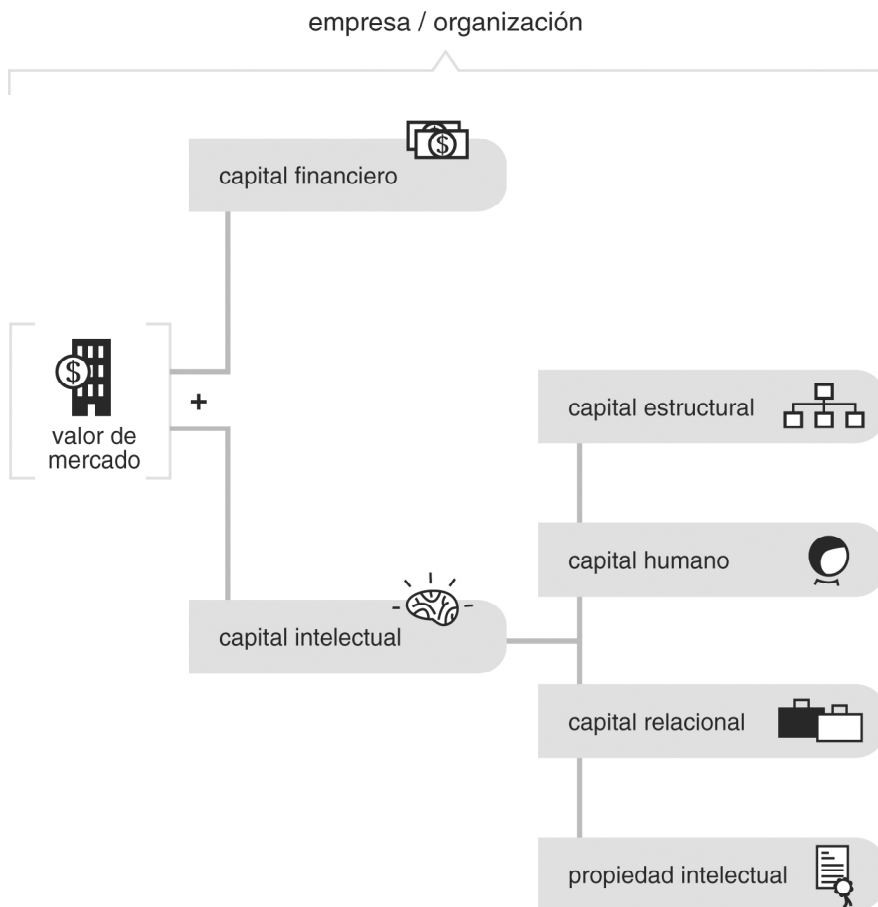 empresa / organización
capital financiero
$
$
+
valor de
mercado
capital estructural
capital humano
capital intelectual
capital relacional
propiedad intelectual